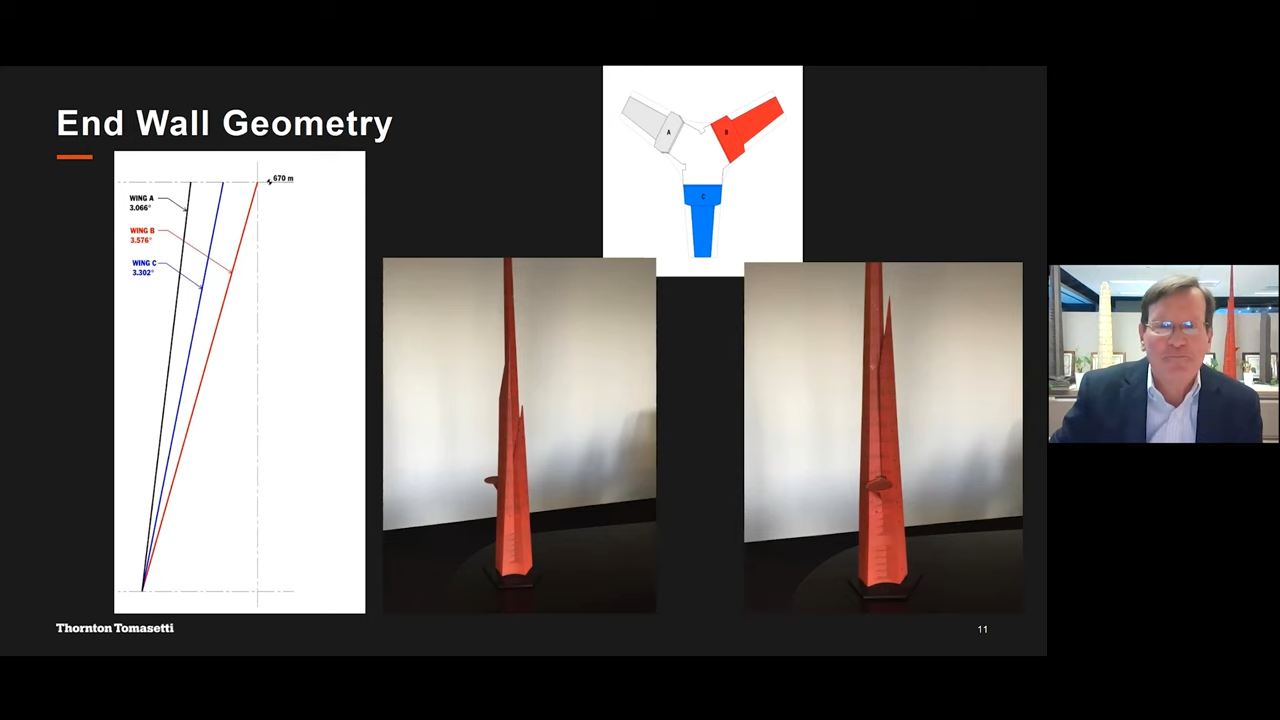 End Wall Geometry
670 m
WING A
3.066°
WING B
3.576°
WING C
3.302°
A
B
C
Thornton Tomasetti
11